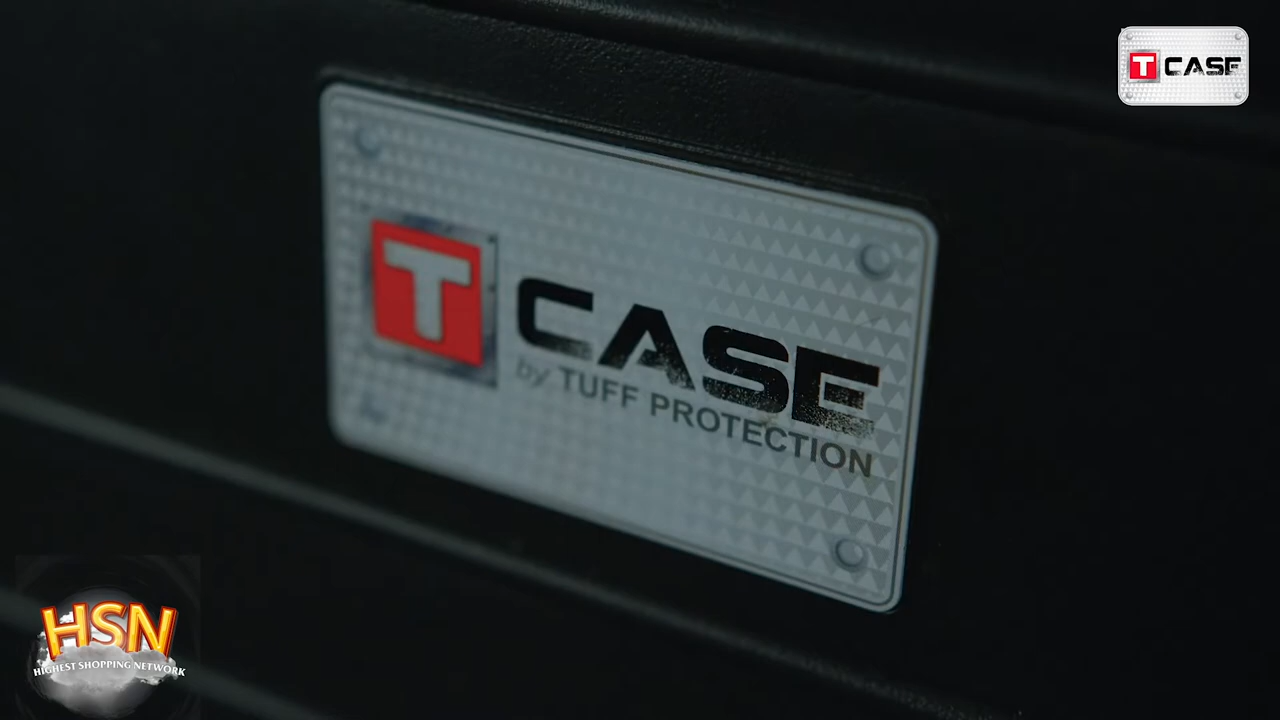 T CASE
T CASE
by TUFF PROTECTION
HSN
HIGHEST SHOPPING NETWORK